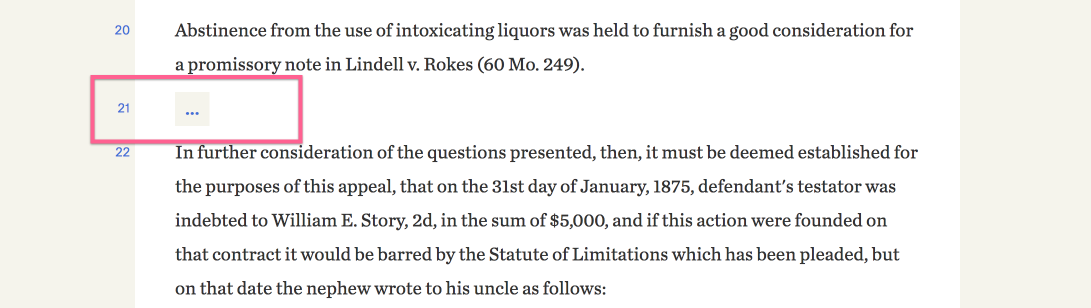 20 Abstinence from the use of intoxicating liquors was held to furnish a good consideration for
a promissory note in Lindell v. Rokes (60 Mo. 249).
21 ...
22 In further consideration of the questions presented, then, it must be deemed established for
the purposes of this appeal, that on the 31st day of January, 1875, defendant's testator was
indebted to William E. Story, 2d, in the sum of $5,000, and if this action were founded on
that contract it would be barred by the Statute of Limitations which has been pleaded, but
on that date the nephew wrote to his uncle as follows: